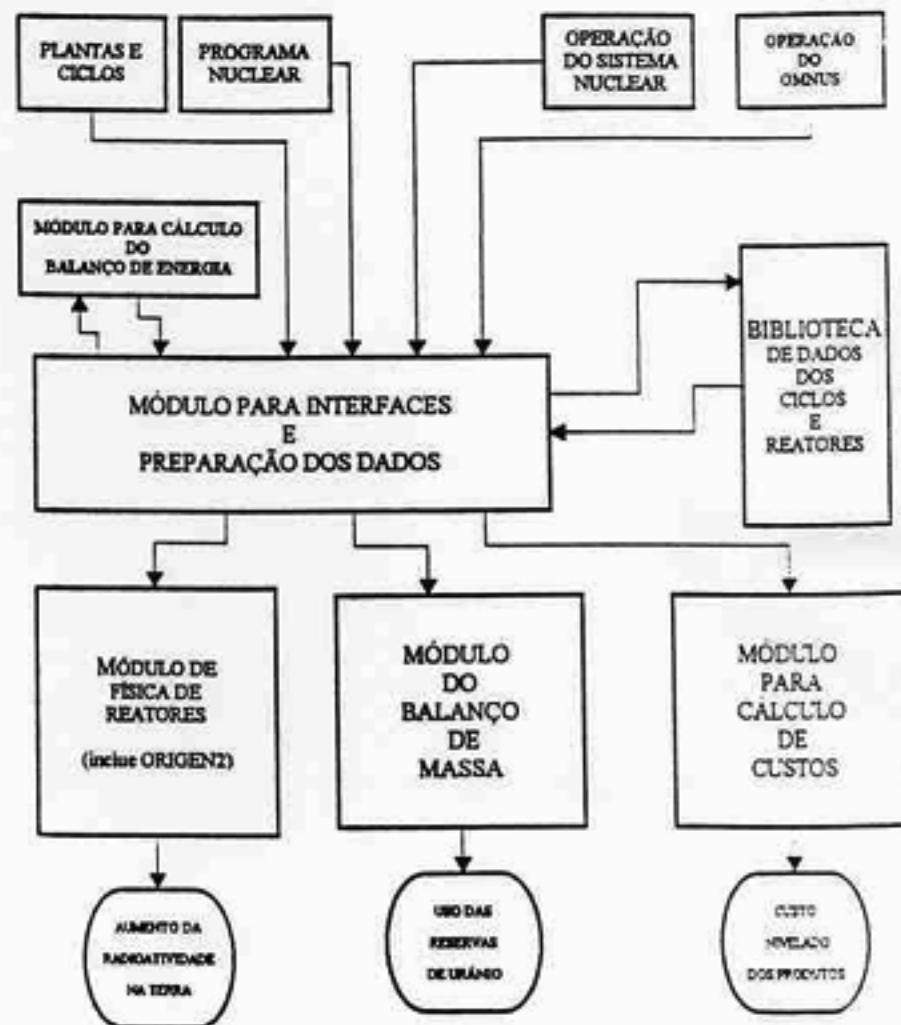 PLANTAS E
CICLOS
PROGRAMA
NUCLEAR
OPERAÇÃO
DO SISTEMA
NUCLEAR
OPERAÇÃO
DO
OMNUS
MÓDULO PARA CÁLCULO
DO
BALANÇO DE ENERGIA
BIBLIOTECA
DE DADOS
DOS
CICLOS
E
REATORES
MÓDULO PARA INTERFACES
E
PREPARAÇÃO DOS DADOS
MÓDULO DE
FÍSICA DE
REATORES
(inclue ORIGEN2)
MÓDULO
DO
BALANÇO
DE
MASSA
MÓDULO
PARA
CÁLCULO
DE
CUSTOS
AUMENTO DA
RADIOATIVIDADE
NA TERRA
USO DAS
RESERVAS
DE URÂNIO
CUSTO
NIVELADO
DOS PRODUTOS